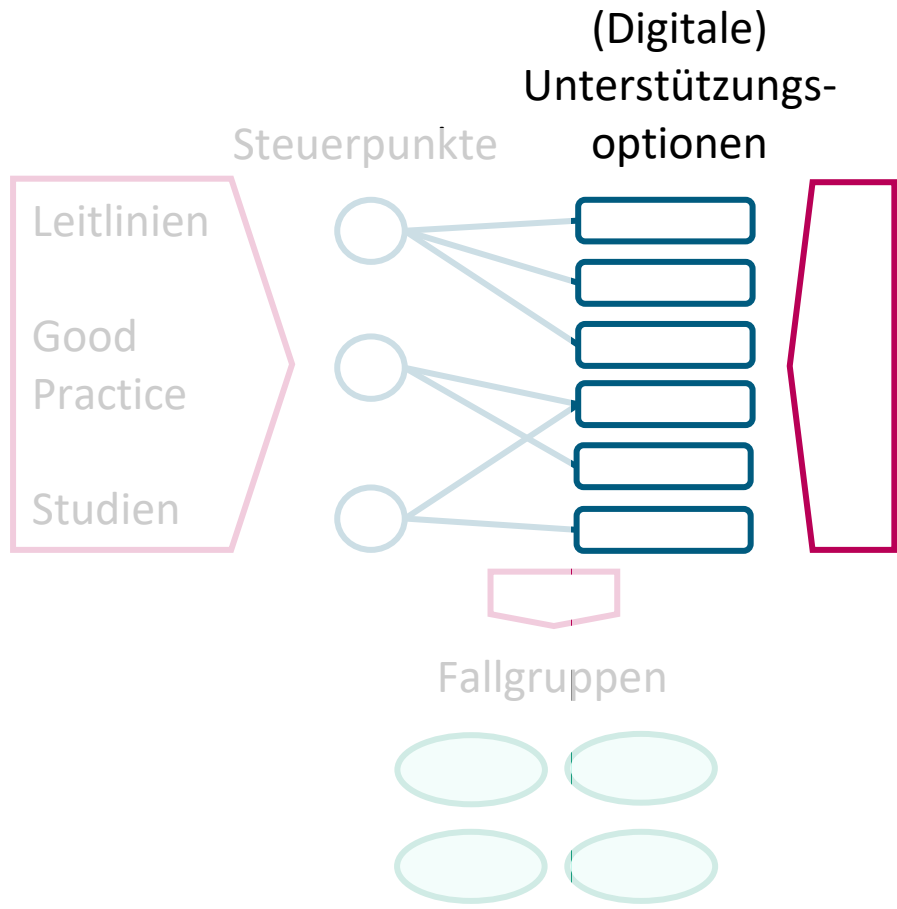 (Digitale)
Unterstützungs-
optionen
Steuerpunkte
Leitlinien
Good
Practice
Studien
Fallgruppen